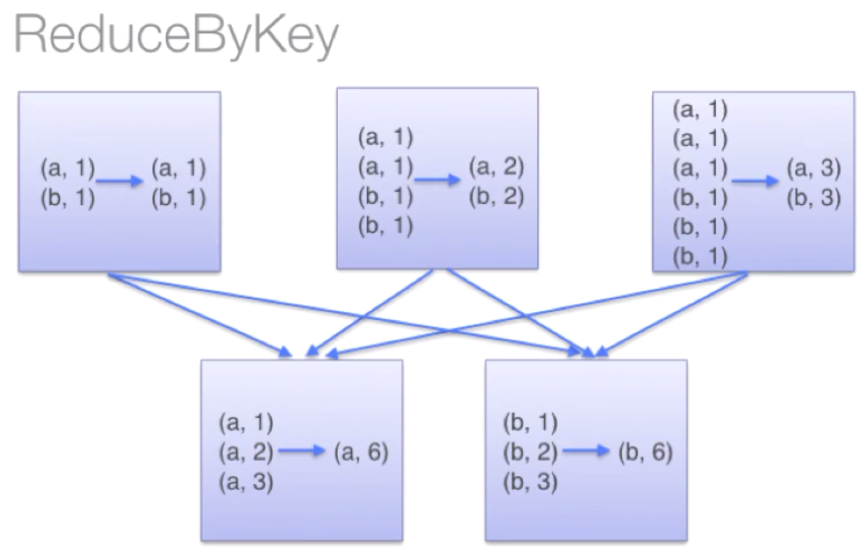 ReduceByKey
(a, 1)
(b, 1)
(a, 1)
(b, 1)
(a, 1)
(a, 1)
(b, 1)
(b, 1)
(a, 2)
(b, 2)
(a, 1)
(a, 1)
(a, 1)
(b, 1)
(b, 1)
(b, 1)
(a, 3)
(b, 3)
(a, 1)
(a, 2)
(a, 3)
(a, 6)
(b, 1)
(b, 2)
(b, 3)
(b, 6)